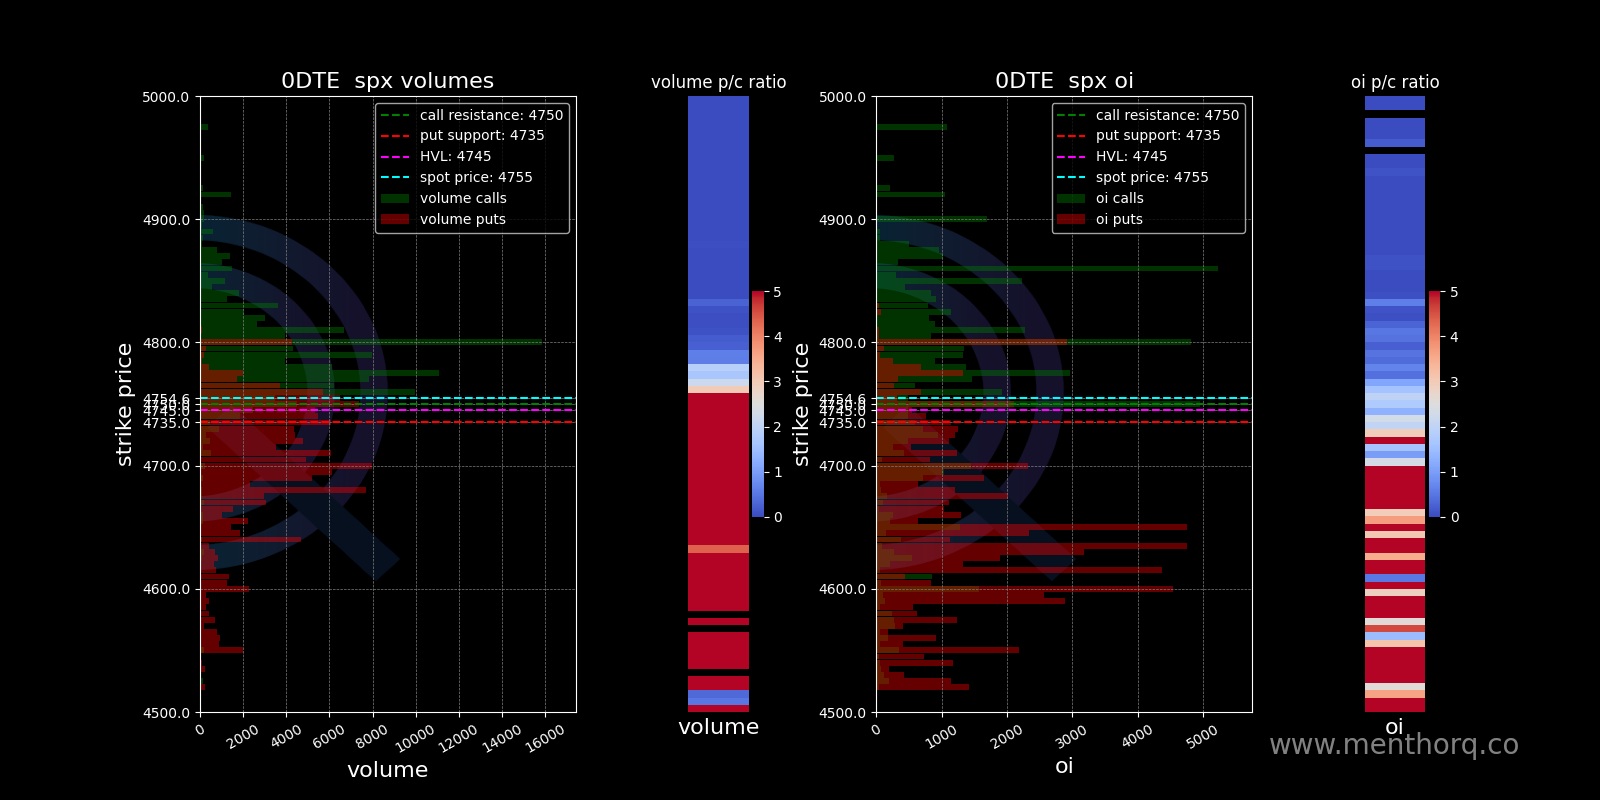 0DTE  spx volumes
5000.0
4900.0
4800.0
4754.6
4745.0
4735.0
4700.0
4600.0
4500.0
strike price
0
2000
4000
6000
8000
10000
12000
14000
16000
volume
call resistance: 4750
put support: 4735
HVL: 4745
spot price: 4755
volume calls
volume puts
volume p/c ratio
5
4
3
2
1
0
volume
0DTE  spx oi
5000.0
4900.0
4800.0
4754.6
4745.0
4735.0
4700.0
4600.0
4500.0
strike price
0
1000
2000
3000
4000
5000
oi
call resistance: 4750
put support: 4735
HVL: 4745
spot price: 4755
oi calls
oi puts
oi p/c ratio
5
4
3
2
1
0
oi
www.menthorq.co